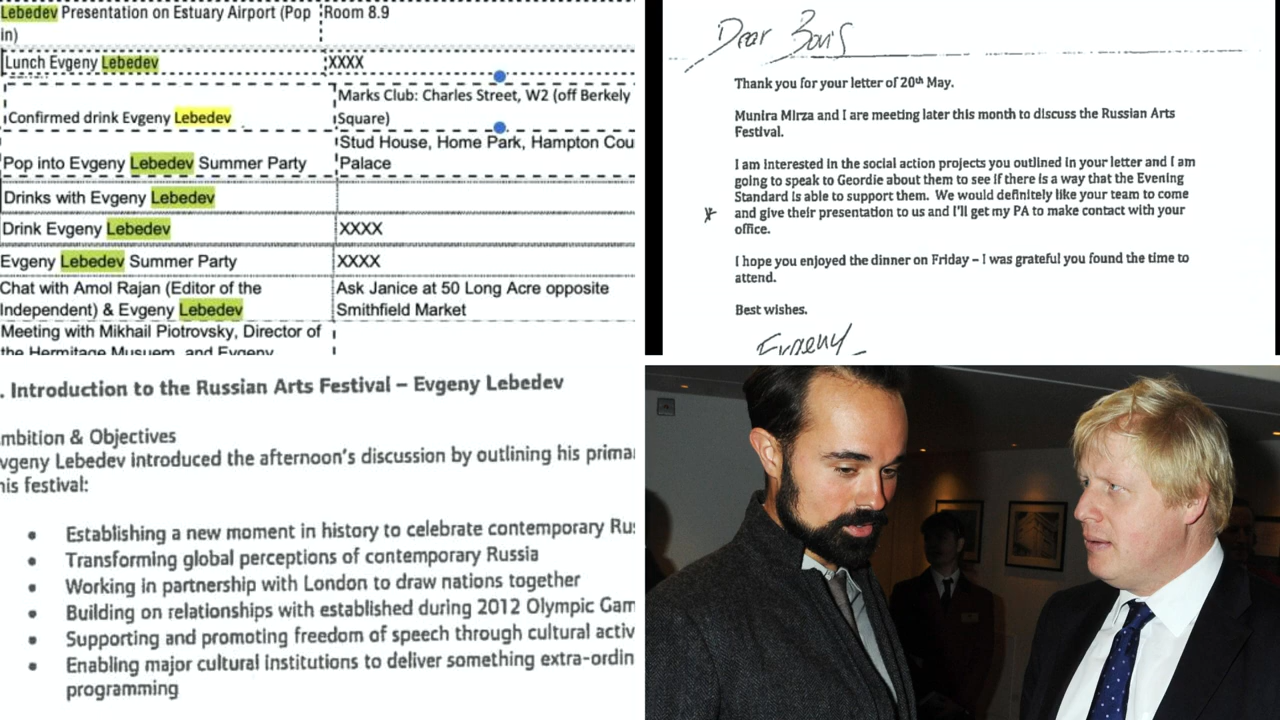 Lebedev Presentation on Estuary Airport (Pop in)
Room 8.9
Lunch Evgeny Lebedev
XXXX
Confirmed drink Evgeny Lebedev
Marks Club: Charles Street, W2 (off Berkely
Square)
Pop into Evgeny Lebedev Summer Party
Stud House, Home Park, Hampton Cou
Palace
Drinks with Evgeny Lebedev
Drink Evgeny Lebedev
XXXX
Evgeny Lebedev Summer Party
XXXX
Chat with Amol Rajan (Editor of the
Independent) & Evgeny Lebedev
Ask Janice at 50 Long Acre opposite
Smithfield Market
Meeting with Mikhail Piotrovsky, Director of
the Hermitage Musuem, and Evgeny
Dear Boris
Thank you for your letter of 20th May.
Munira Mirza and I are meeting later this month to discuss the Russian Arts
Festival.
I am interested in the social action projects you outlined in your letter and I am
going to speak to Geordie about them to see if there is a way that the Evening
Standard is able to support them. We would definitely like your team to come
and give their presentation to us and I'll get my PA to make contact with your
office.
I hope you enjoyed the dinner on Friday – I was grateful you found the time to
attend.
Best wishes.
Evgeny
. Introduction to the Russian Arts Festival – Evgeny Lebedev
mbition & Objectives
vgeny Lebedev introduced the afternoon's discussion by outlining his prima
his festival:
• Establishing a new moment in history to celebrate contemporary Rus
• Transforming global perceptions of contemporary Russia
• Working in partnership with London to draw nations together
• Building on relationships with established during 2012 Olympic Gam
• Supporting and promoting freedom of speech through cultural activ
• Enabling major cultural institutions to deliver something extra-ordin
programming